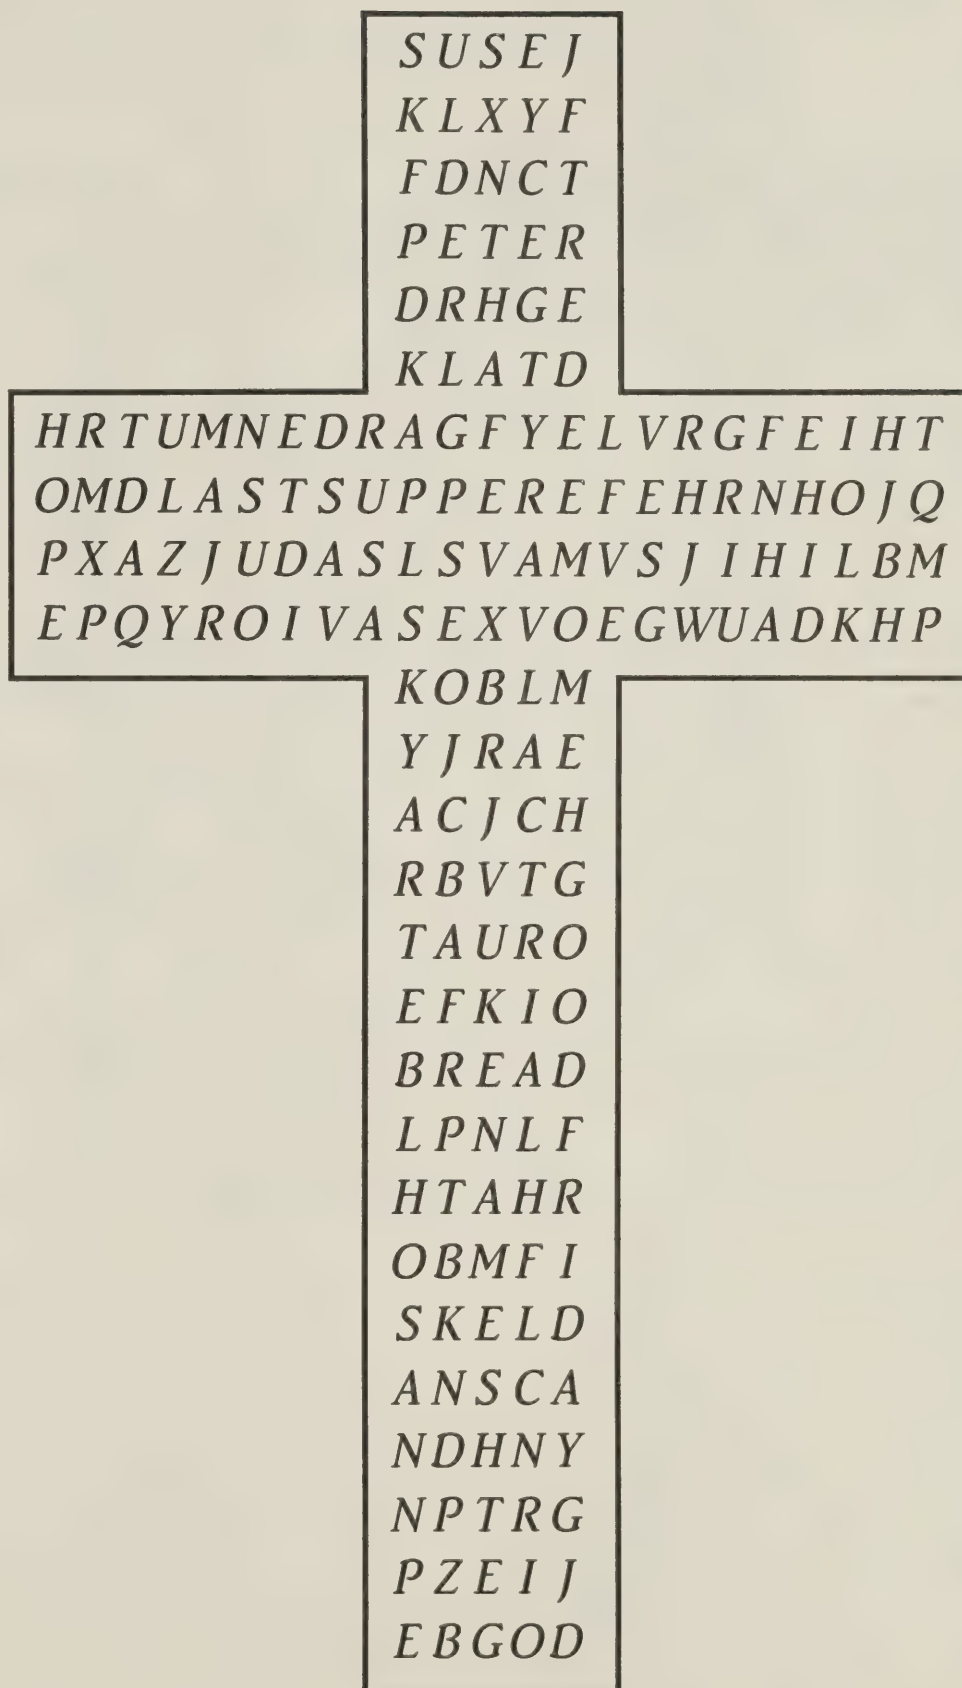 SUSEJ
KLXYF
FDNCT
PETER
DRHGE
KLATD
HRTUMNEDRAGFYELVRGFEIHT
OMDLASTSUPPEREFEHRNHOJQ
PXAZJUDASLSVAMVSJIHILBM
EPQYROIVASEXVOEGWUADKHP
KOBLM
YJRAE
ACJCH
RBVTG
TAURO
EFKIO
BREAD
LPNLF
HTAHR
OBMFI
SKELD
ANSCA
NDHNY
NPTRG
PZEIJ
EBGOD